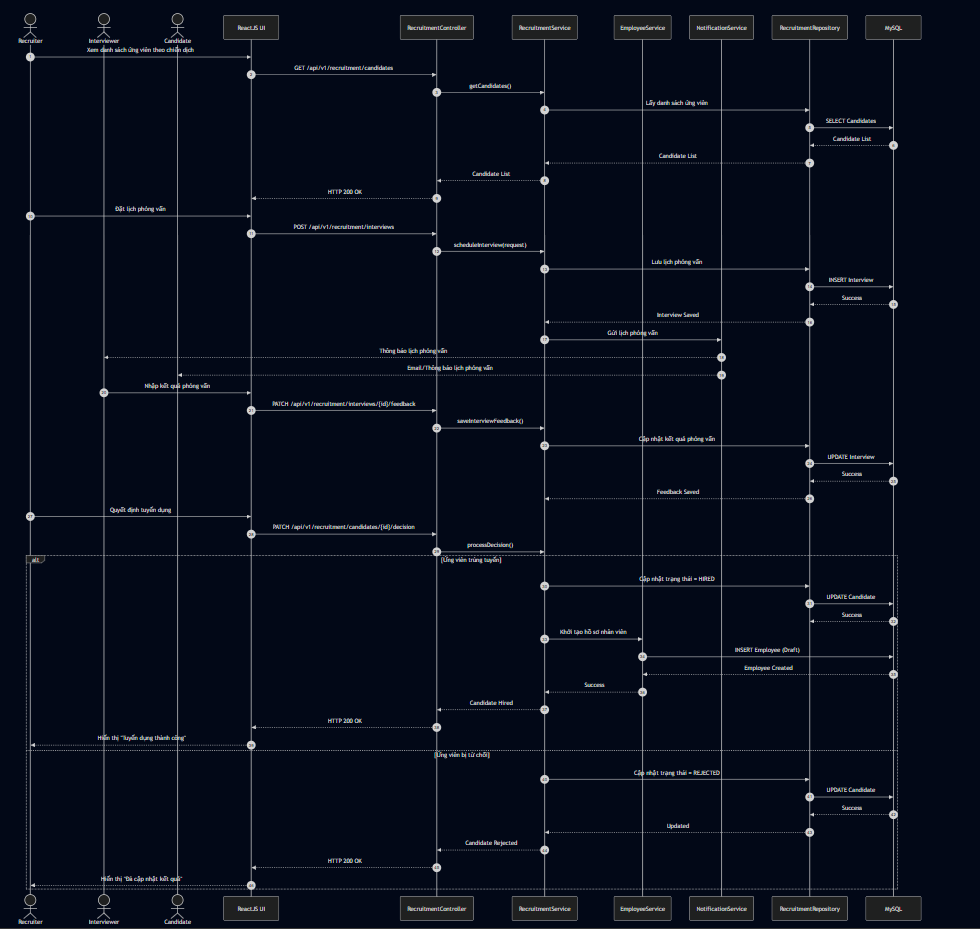 Recruiter
Interviewer
Candidate
ReactJS UI
RecruitmentController
RecruitmentService
EmployeeService
NotificationService
RecruitmentRepository
MySQL
Xem danh sách ứng viên theo chiến dịch
GET /api/v1/recruitment/candidates
getCandidates()
Lấy danh sách ứng viên
SELECT Candidates
Candidate List
Candidate List
Candidate List
HTTP 200 OK
Đặt lịch phỏng vấn
POST /api/v1/recruitment/interviews
scheduleInterview(request)
Lưu lịch phỏng vấn
INSERT Interview
Success
Interview Saved
Gửi lịch phỏng vấn
Thông báo lịch phỏng vấn
Email/Thông báo lịch phỏng vấn
Nhập kết quả phỏng vấn
PATCH /api/v1/recruitment/interviews/{id}/feedback
saveInterviewFeedback()
Cập nhật kết quả phỏng vấn
UPDATE Interview
Success
Feedback Saved
Quyết định tuyển dụng
PATCH /api/v1/recruitment/candidates/{id}/decision
processDecision()
alt
[Ứng viên trúng tuyển]
Cập nhật trạng thái = HIRED
UPDATE Candidate
Success
Khởi tạo hồ sơ nhân viên
INSERT Employee (Draft)
Employee Created
Success
Candidate Hired
HTTP 200 OK
Hiển thị "Tuyển dụng thành công"
[Ứng viên bị từ chối]
Cập nhật trạng thái = REJECTED
UPDATE Candidate
Success
Updated
Candidate Rejected
HTTP 200 OK
Hiển thị "Đã cập nhật kết quả"
Recruiter
Interviewer
Candidate
ReactJS UI
RecruitmentController
RecruitmentService
EmployeeService
NotificationService
RecruitmentRepository
MySQL